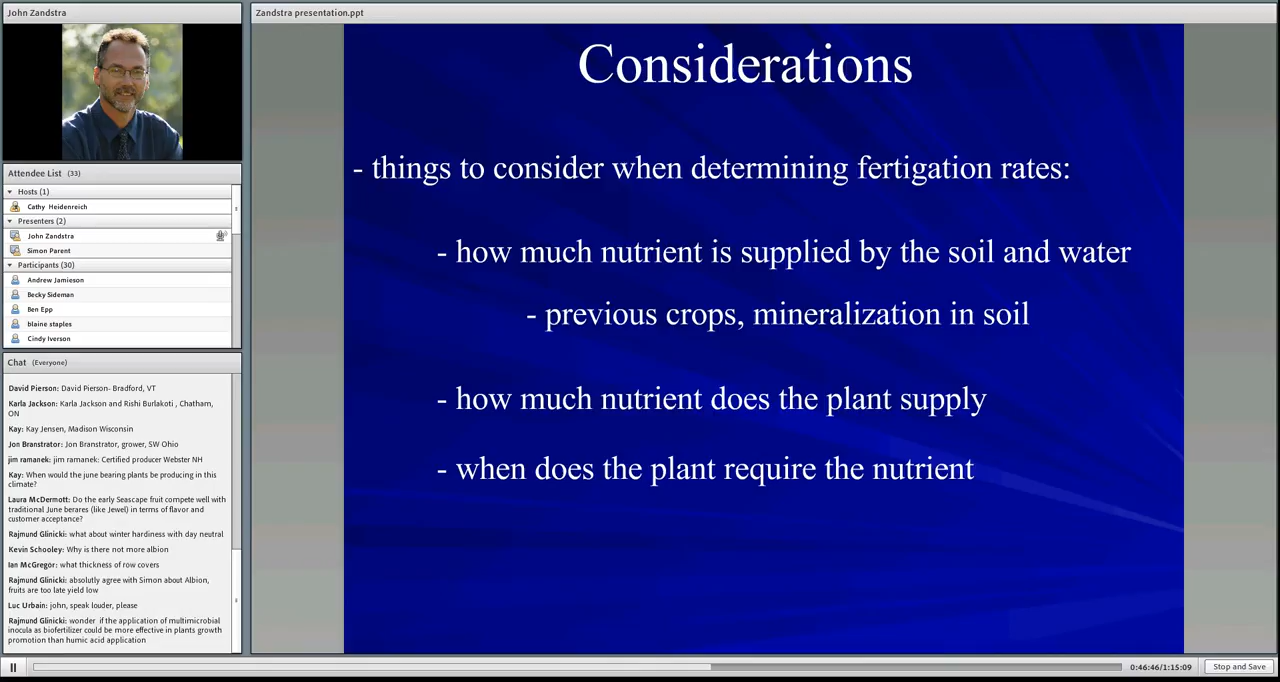 John Zandstra
Attendee List (33)
Hosts (1)
Cathy Heidenreich
Presenters (2)
John Zandstra
Simon Parent
Participants (30)
Andrew Jamieson
Becky Sideman
Ben Epp
blaine staples
Cindy Iverson
Chat (Everyone)
David Pierson: David Pierson- Bradford, VT
Karla Jackson: Karla Jackson and Rishi Burlakoti , Chatham,
ON
Kay: Kay Jensen, Madison Wisconsin
Jon Branstrator: Jon Branstrator, grower, SW Ohio
jim ramanek: jim ramanek: Certified producer Webster NH
Kay: When would the june bearing plants be producing in this
climate?
Laura McDermott: Do the early Seascape fruit compete well with
traditional June berares (like Jewel) in terms of flavor and
customer acceptance?
Rajmund Glinicki: what about winter hardiness with day neutral
Kevin Schooley: Why is there not more albion
Ian McGregor: what thickness of row covers
Rajmund Glinicki: absolutly agree with Simon about Albion,
fruits are too late yield low
Luc Urbain: john, speak louder, please
Rajmund Glinicki: wonder if the application of multimicrobial
inocula as biofertilizer could be more effective in plants growth
promotion than humic acid application
Zandstra presentation.ppt
Considerations
- things to consider when determining fertigation rates:
- how much nutrient is supplied by the soil and water
- previous crops, mineralization in soil
- how much nutrient does the plant supply
- when does the plant require the nutrient
0:46:46/1:15:09
Stop and Save